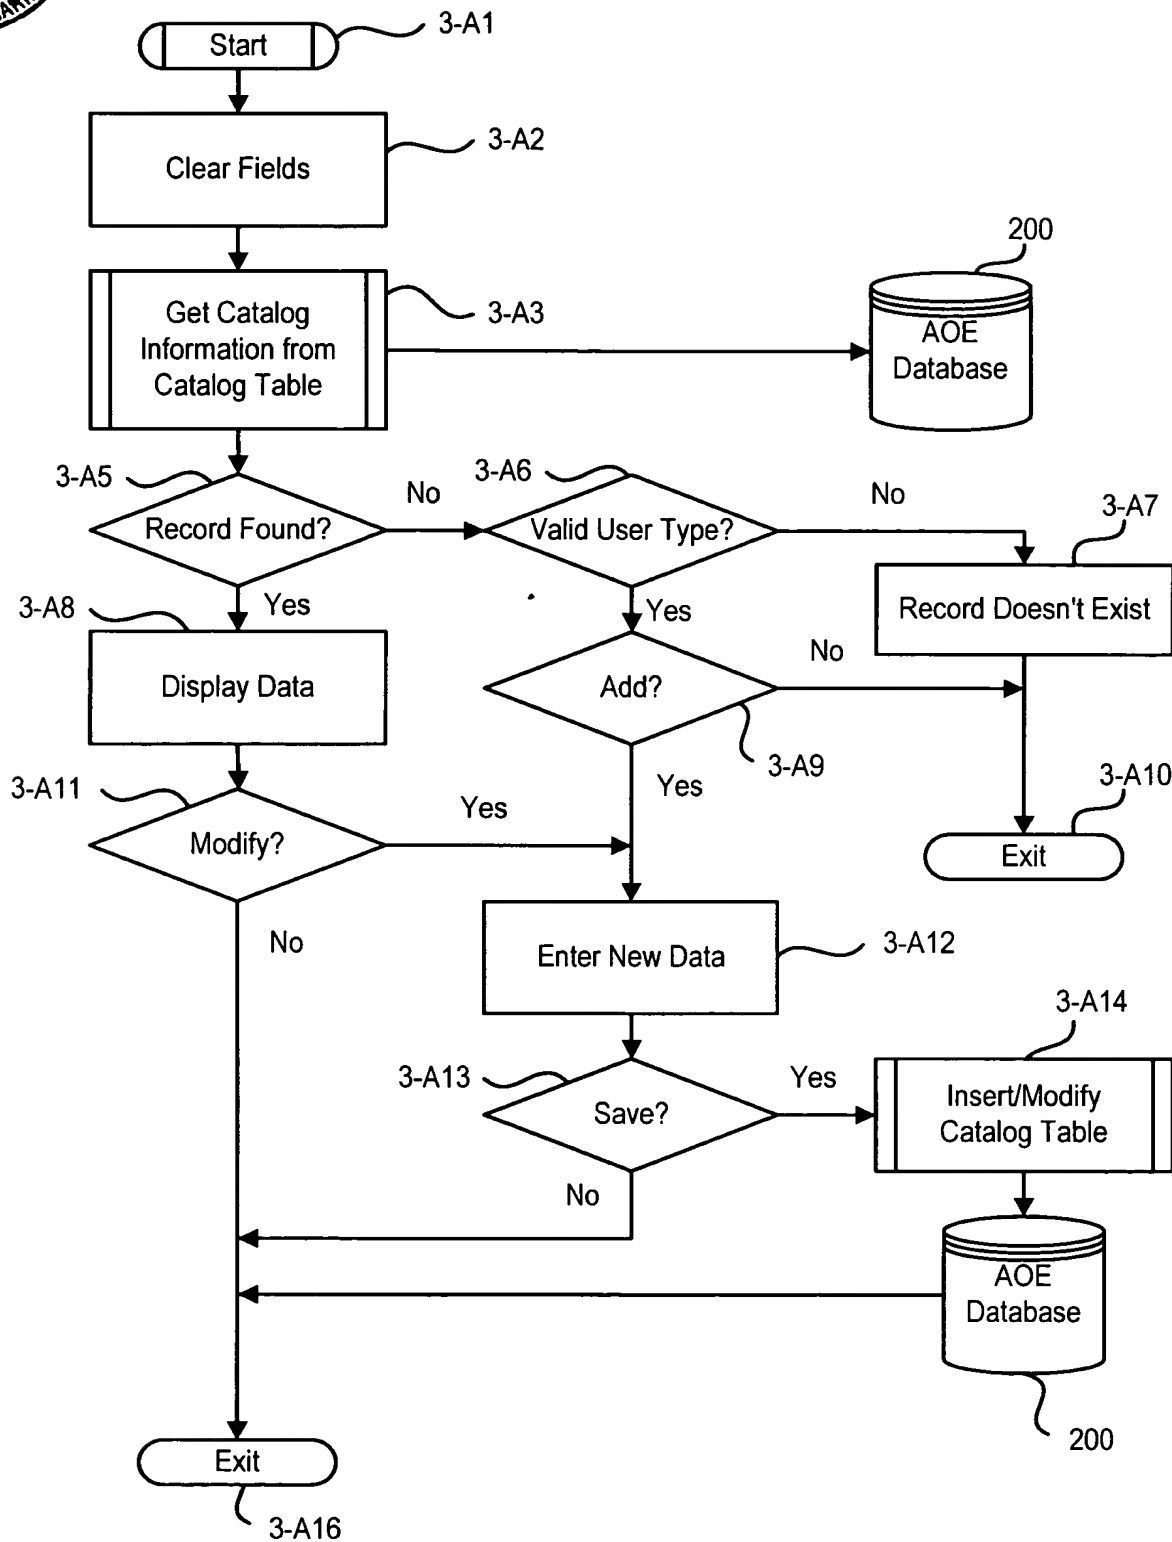 3-A1
Start
3-A2
Clear Fields
200
3-A3
Get Catalog
Information from
Catalog Table
AOE
Database
3-A5
3-A6
No
No
3-A7
Record Found?
Valid User Type?
3-A8
Yes
Yes
Record Doesn't Exist
No
Display Data
Add?
3-A9
3-A10
3-A11
Yes
Yes
Modify?
Exit
No
3-A12
Enter New Data
3-A14
3-A13
Yes
Insert/Modify
Catalog Table
Save?
No
AOE
Database
200
Exit
3-A16